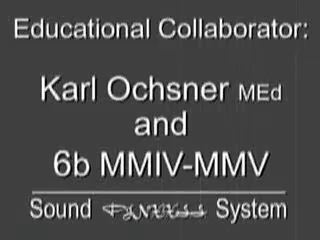 Educational Collaborator:
Karl Ochsner MEd
and
6b MMIV-MMV
Sound System